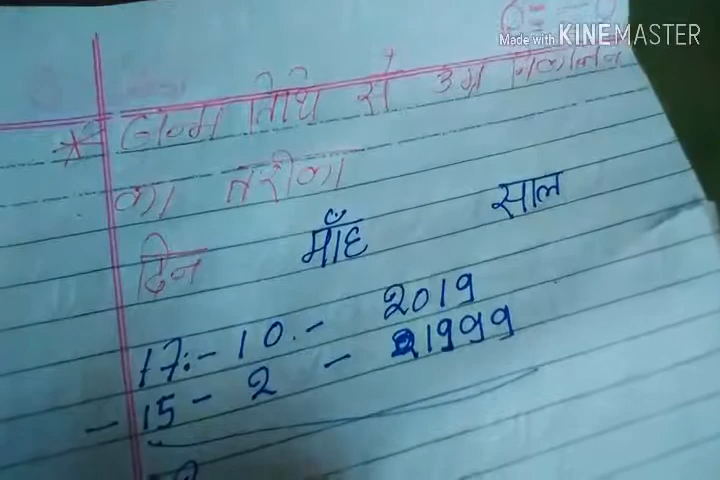 Made with KINEMASTER
* जन्म तिथि से उम्र निकालने
का तरीका
दिन माँह साल
17:- 10.- 2019
- 15 - 2 - 1999